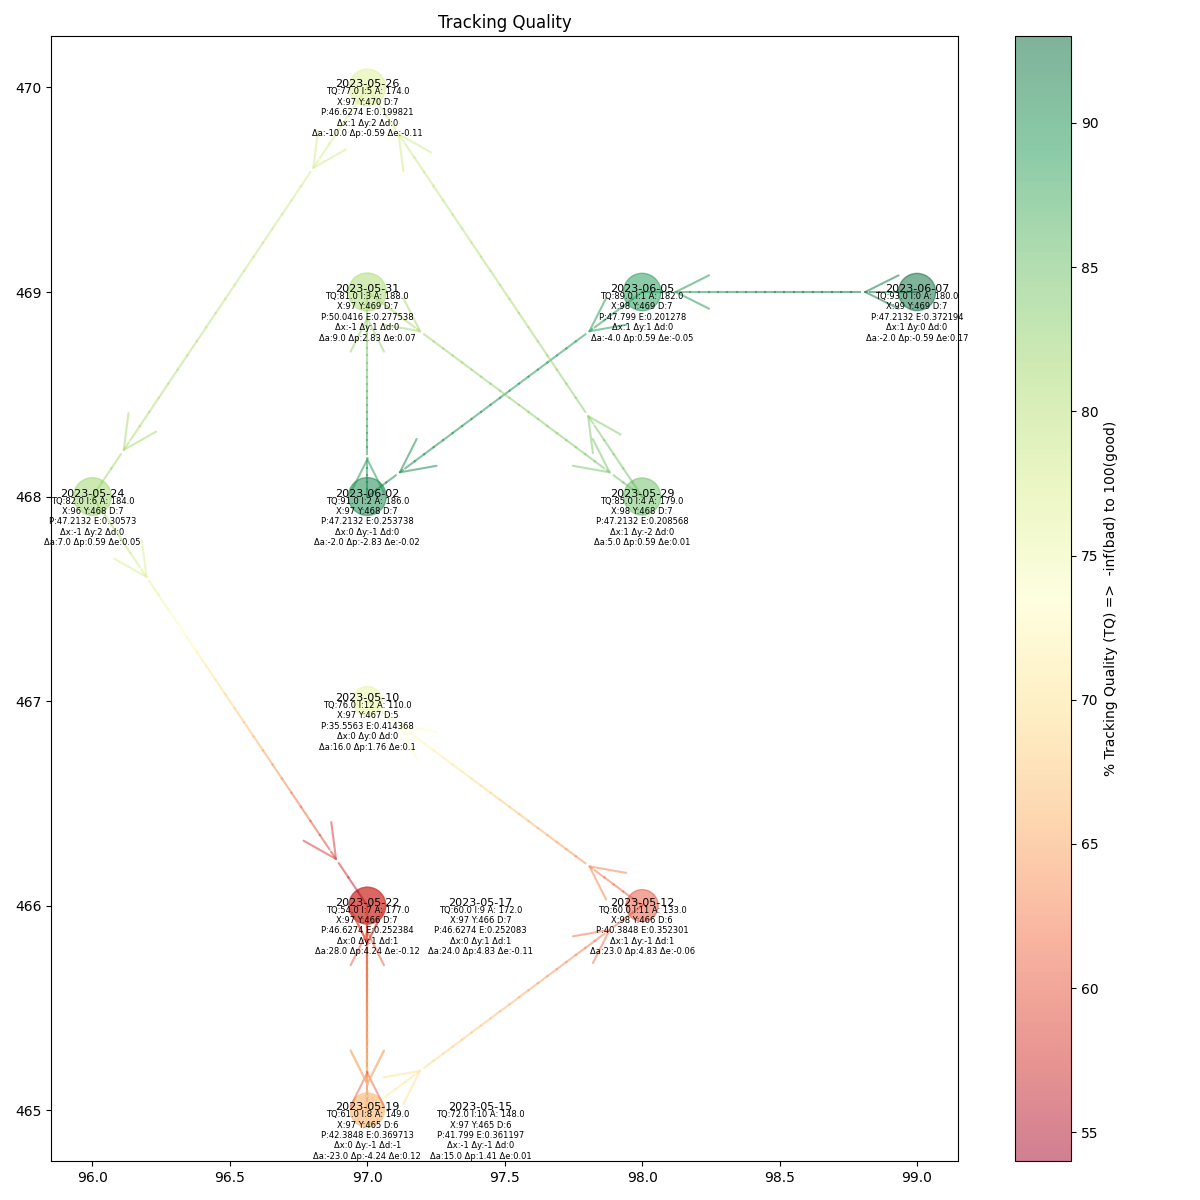 Tracking Quality
470
469
468
467
466
465
96.0
96.5
97.0
97.5
98.0
98.5
99.0
2023-05-26
TQ:77.0 I:5 A: 174.0
X:97 Y:470 D:7
P:46.6274 E:0.199821
Δx:1 Δy:2 Δd:0
Δa:-10.0 Δp:-0.59 Δe:-0.11
2023-05-31
TQ:81.0 I:3 A: 188.0
X:97 Y:469 D:7
P:50.0416 E:0.277538
Δx:-1 Δy:1 Δd:0
Δa:9.0 Δp:2.83 Δe:0.07
2023-06-05
TQ:89.0 I:1 A: 182.0
X:98 Y:469 D:7
P:47.799 E:0.201278
Δx:1 Δy:1 Δd:0
Δa:-4.0 Δp:0.59 Δe:-0.05
2023-06-07
TQ:93.0 I:0 A: 180.0
X:99 Y:469 D:7
P:47.2132 E:0.372194
Δx:1 Δy:0 Δd:0
Δa:-2.0 Δp:-0.59 Δe:0.17
2023-05-24
TQ:82.0 I:6 A: 184.0
X:96 Y:468 D:7
P:47.2132 E:0.30573
Δx:-1 Δy:2 Δd:0
Δa:7.0 Δp:0.59 Δe:0.05
2023-06-02
TQ:91.0 I:2 A: 186.0
X:97 Y:468 D:7
P:47.2132 E:0.253738
Δx:0 Δy:-1 Δd:0
Δa:-2.0 Δp:-2.83 Δe:-0.02
2023-05-29
TQ:85.0 I:4 A: 179.0
X:98 Y:468 D:7
P:47.2132 E:0.208568
Δx:1 Δy:-2 Δd:0
Δa:5.0 Δp:0.59 Δe:0.01
2023-05-10
TQ:76.0 I:12 A: 110.0
X:97 Y:467 D:5
P:35.5563 E:0.414368
Δx:0 Δy:0 Δd:0
Δa:16.0 Δp:1.76 Δe:0.1
2023-05-22
TQ:54.0 I:7 A: 177.0
X:97 Y:466 D:7
P:46.6274 E:0.252384
Δx:0 Δy:1 Δd:1
Δa:28.0 Δp:4.24 Δe:-0.12
2023-05-17
TQ:60.0 I:9 A: 172.0
X:97 Y:466 D:7
P:46.6274 E:0.252083
Δx:0 Δy:1 Δd:1
Δa:24.0 Δp:4.83 Δe:-0.11
2023-05-12
TQ:60.0 I:11 A: 133.0
X:98 Y:466 D:6
P:40.3848 E:0.352301
Δx:1 Δy:-1 Δd:1
Δa:23.0 Δp:4.83 Δe:-0.06
2023-05-19
TQ:61.0 I:8 A: 149.0
X:97 Y:465 D:6
P:42.3848 E:0.369713
Δx:0 Δy:-1 Δd:-1
Δa:-23.0 Δp:-4.24 Δe:0.12
2023-05-15
TQ:72.0 I:10 A: 148.0
X:97 Y:465 D:6
P:41.799 E:0.361197
Δx:-1 Δy:-1 Δd:0
Δa:15.0 Δp:1.41 Δe:0.01
90
85
80
75
70
65
60
55
% Tracking Quality (TQ) => -inf(bad) to 100(good)